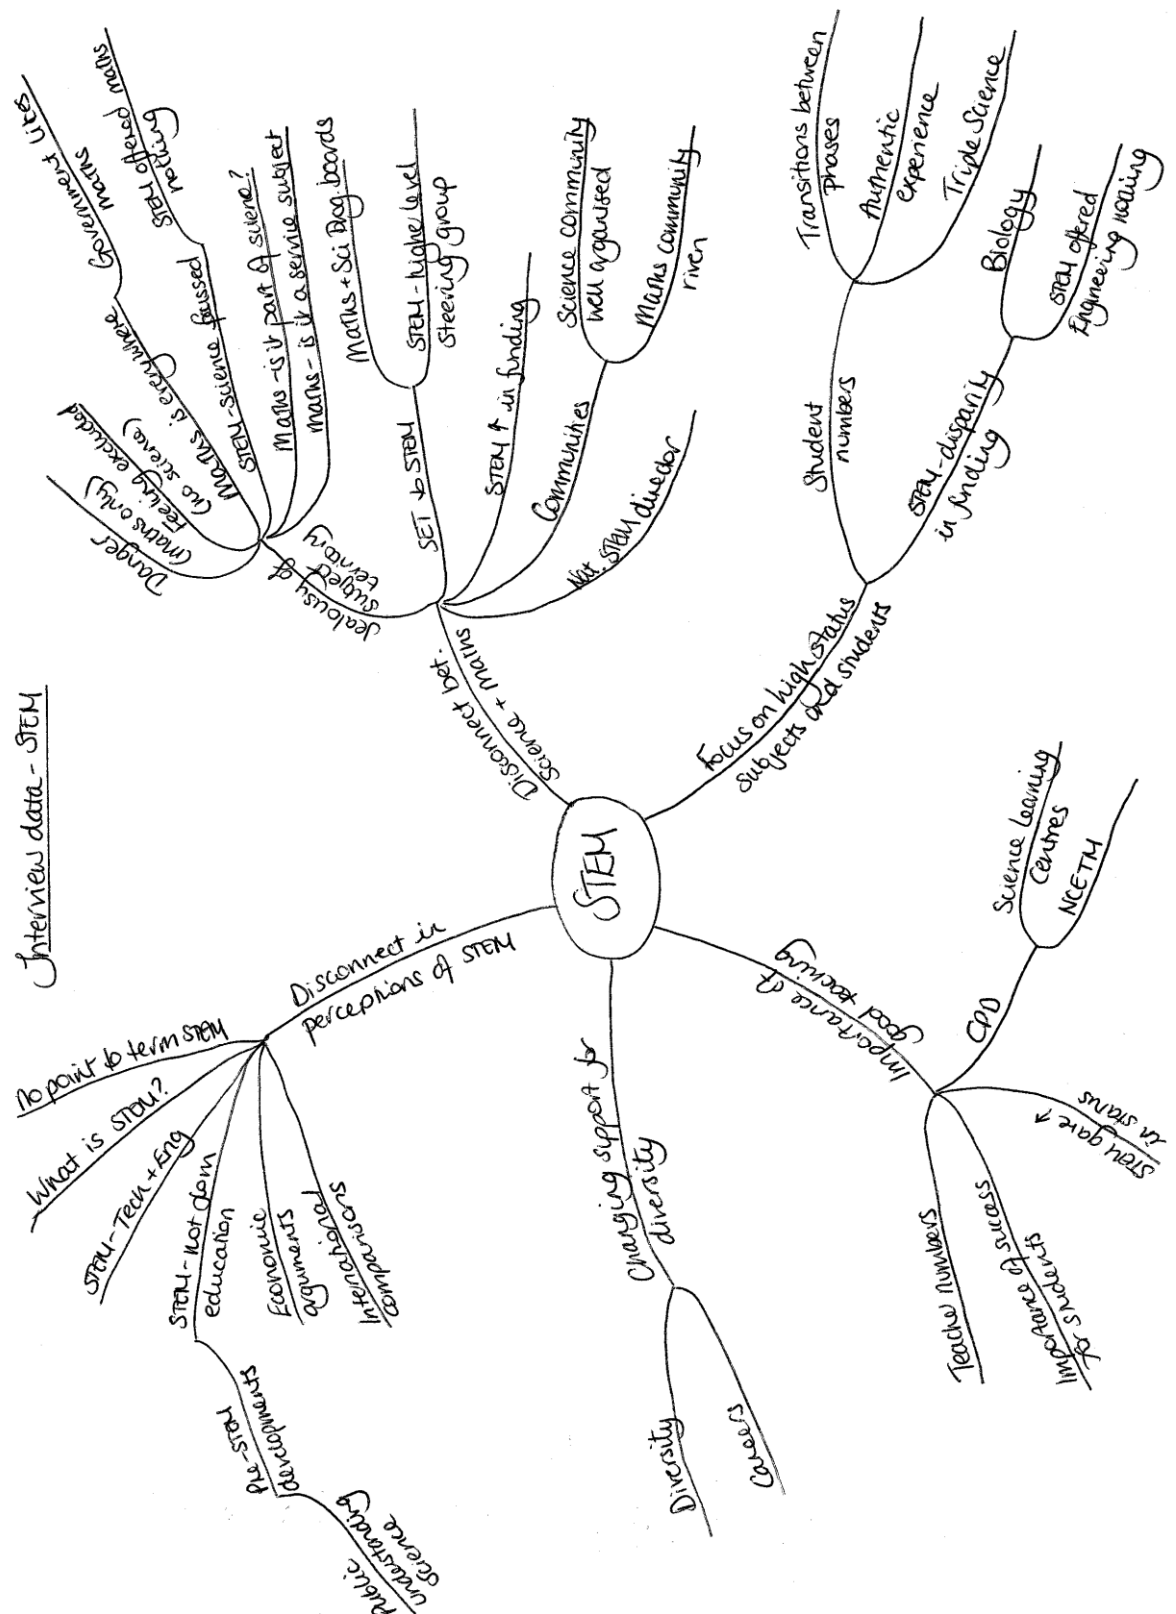 Interview data - STEM
STEM
Disconnect bet.
Science + maths
Jealousy of
subject
territory
Danger
(maths only)
Feeling excluded
(no science)
Maths is everywhere
Government likes
maths
STEM-science focussed
STEM offered maths
nothing
Maths - is it part of science?
Maths - is it a service subject
SET to STEM
Maths + Sci Prog. boards
STEM - higher level
steering group
STEM ↑ in funding
Communities
Science community
well organised
Maths community
riven
Nat. STEM director
Focus on high status
subjects and students
Student
numbers
Transitions between
phases
Authentic
experience
Triple Science
STEM - disparity
in funding
Biology
STEM offered
Engineering nothing
Importance of
good teaching
CPD
Science Learning
Centres
NCETM
STEM gave ↑
in status
Importance of success
for students
Teacher numbers
Changing support for
diversity
Diversity
Careers
Disconnect in
perceptions of STEM
No point to term STEM
What is STEM?
STEM - Tech + Eng
STEM - not from
education
Pre-STEM
developments
Public
understanding
science
Economic
arguments
International
comparisons